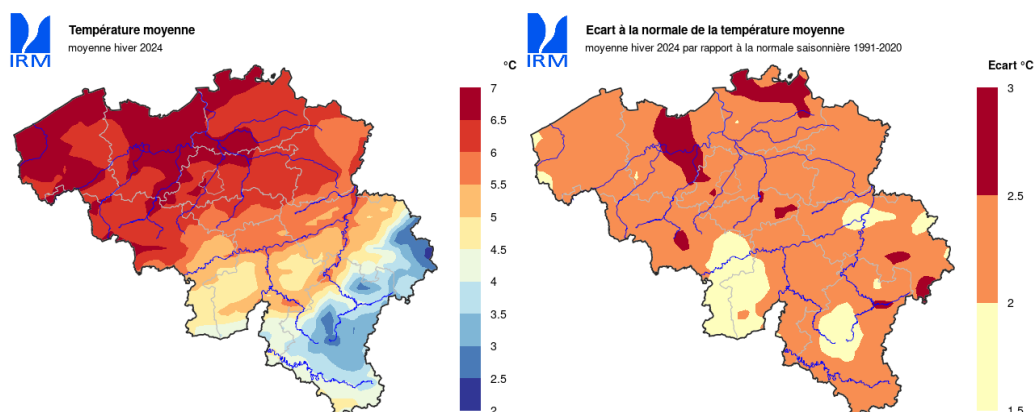 IRM
Température moyenne
moyenne hiver 2024
°C
7
6.5
6
5.5
5
4.5
4
3.5
3
2.5
2
IRM
Ecart à la normale de la température moyenne
moyenne hiver 2024 par rapport à la normale saisonnière 1991-2020
Ecart °C
3
2.5
2
1.5